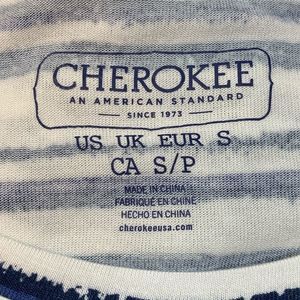 CHEROKEE
AN AMERICAN STANDARD
SINCE 1973
US UK EUR S
CA S/P
MADE IN CHINA
FABRIQUÉ EN CHINE
HECHO EN CHINA
cherokeeusa.com